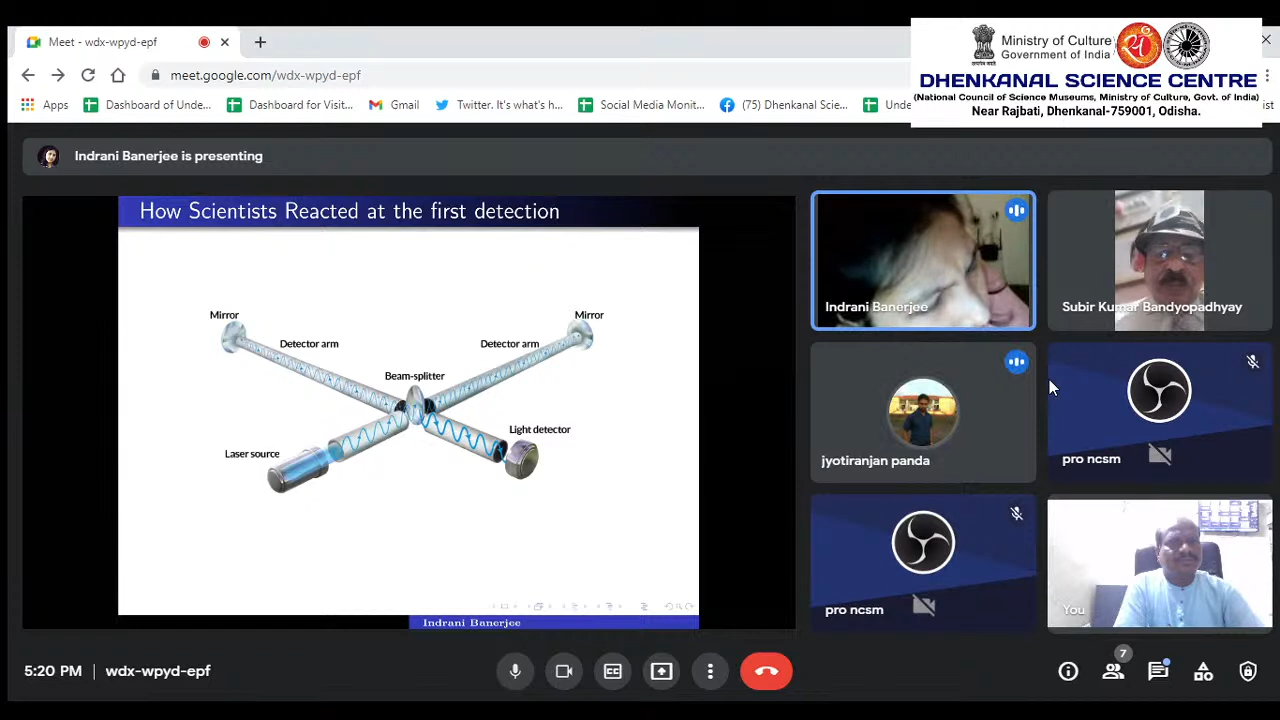 Meet - wdx-wpyd-epf
Ministry of Culture
Government of India
DHENKANAL SCIENCE CENTRE
(National Council of Science Museums, Ministry of Culture, Govt. of India)
Near Rajbati, Dhenkanal-759001, Odisha.
meet.google.com/wdx-wpyd-epf
Apps
Dashboard of Unde...
Dashboard for Visit...
Gmail
Twitter. It's what's h...
Social Media Monit...
(75) Dhenkanal Scie...
Indrani Banerjee is presenting
How Scientists Reacted at the first detection
Mirror
Mirror
Detector arm
Detector arm
Beam-splitter
Laser source
Light detector
Indrani Banerjee
Indrani Banerjee
Subir Kumar Bandyopadhyay
jyotiranjan panda
pro ncsm
pro ncsm
You
5:20 PM | wdx-wpyd-epf
7